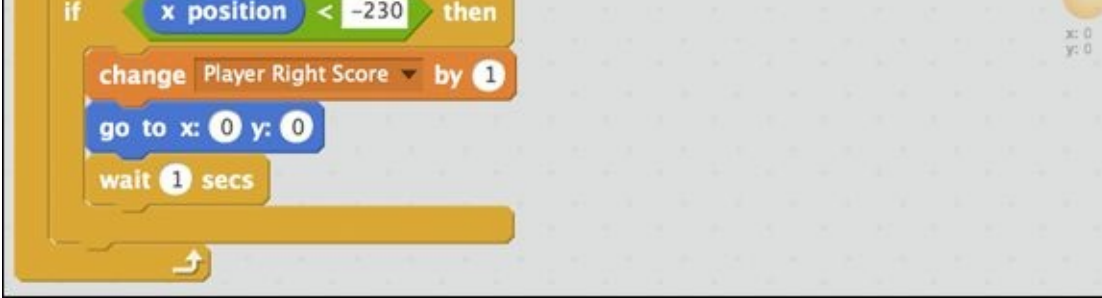 if x position < -230 then
x: 0
y: 0
change Player Right Score by 1
go to x: 0 y: 0
wait 1 secs